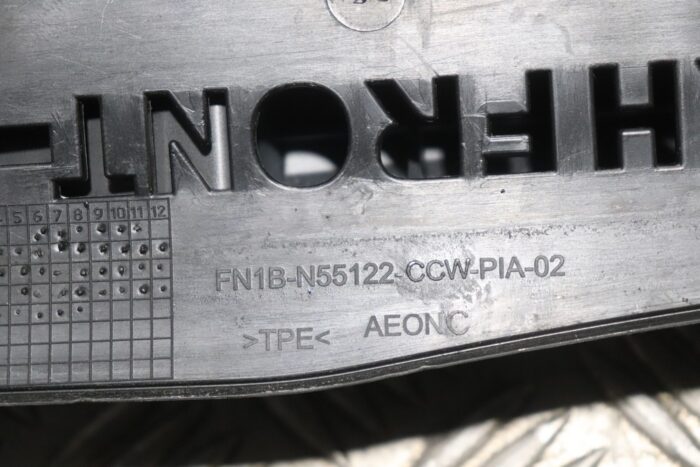 FRONT
5 6 7 8 9 10 11 12
FN1B-N55122-CCW-PIA-02
>TPE< AEONC